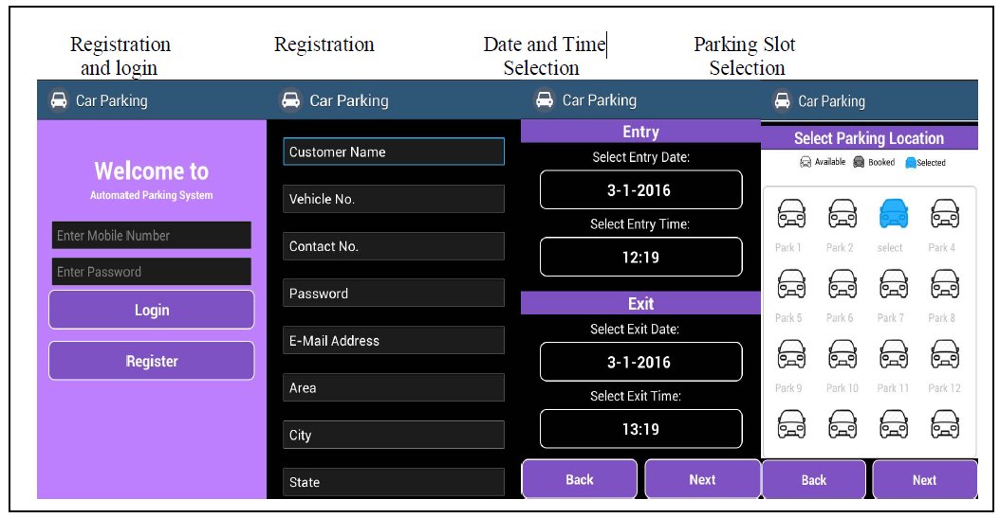 Registration
and login
Registration
Date and Time
Selection
Parking Slot
Selection
Car Parking
Welcome to
Automated Parking System
Enter Mobile Number
Enter Password
Login
Register
Car Parking
Customer Name
Vehicle No.
Contact No.
Password
E-Mail Address
Area
City
State
Car Parking
Entry
Select Entry Date:
3-1-2016
Select Entry Time:
12:19
Exit
Select Exit Date:
3-1-2016
Select Exit Time:
13:19
Back Next
Car Parking
Select Parking Location
Available Booked Selected
Park 1 Park 2 select Park 4
Park 5 Park 6 Park 7 Park 8
Park 9 Park 10 Park 11 Park 12
Back Next